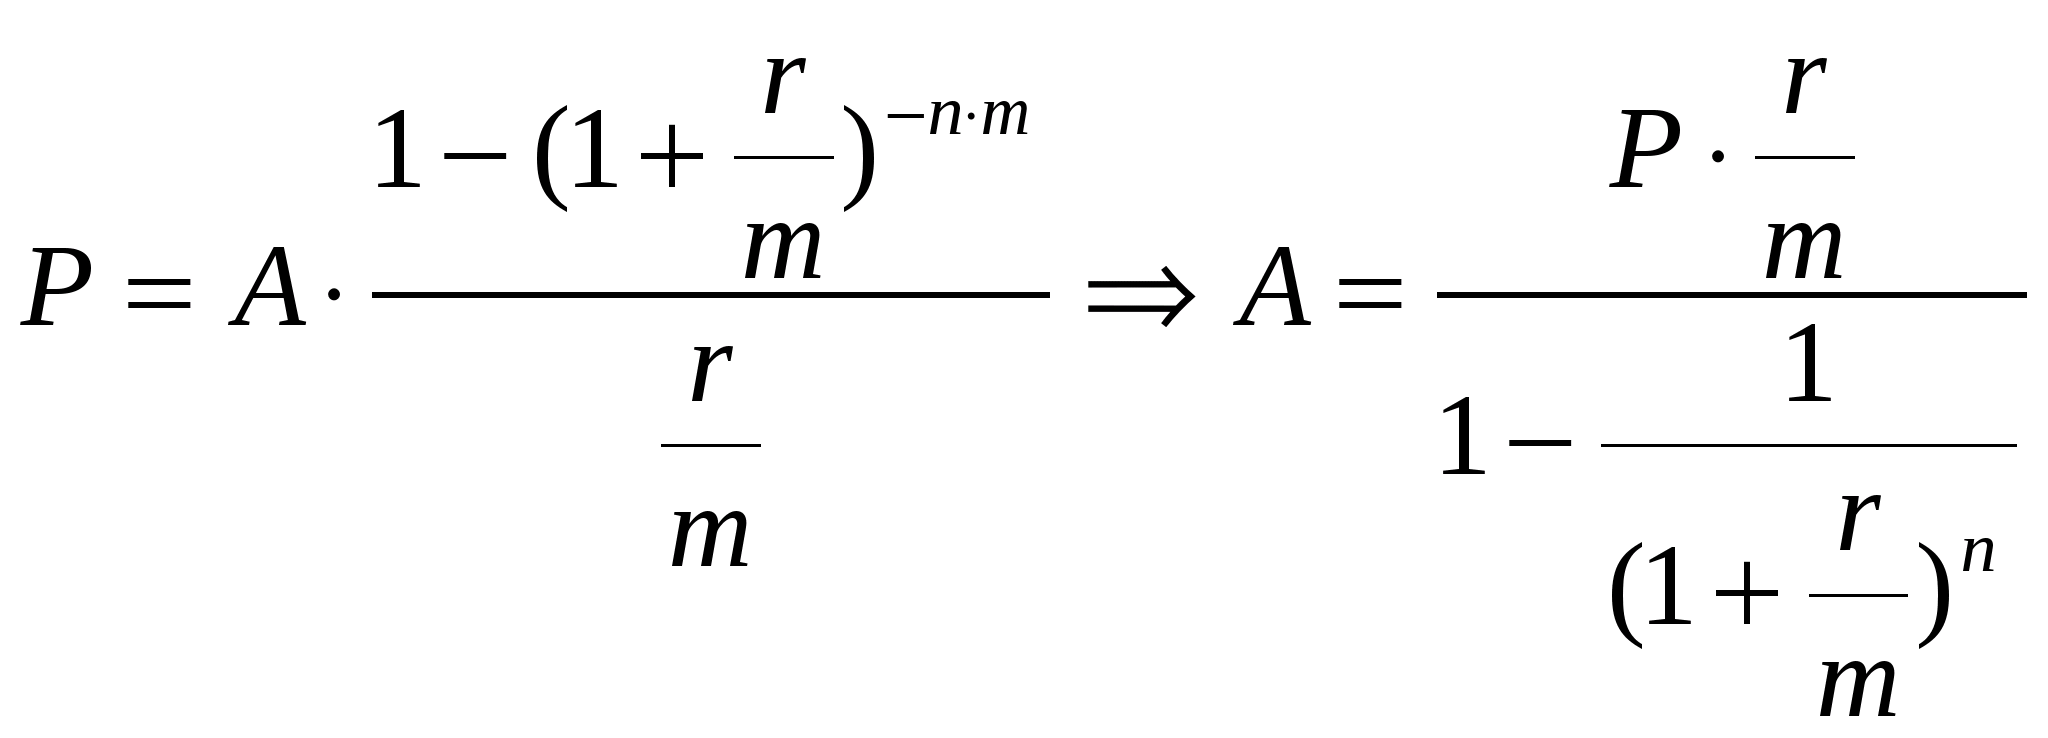 P = A · (1 − (1 + r/m)^(−n·m)) / (r/m) ⇒ A = (P · r/m) / (1 − 1/(1 + r/m)^n)